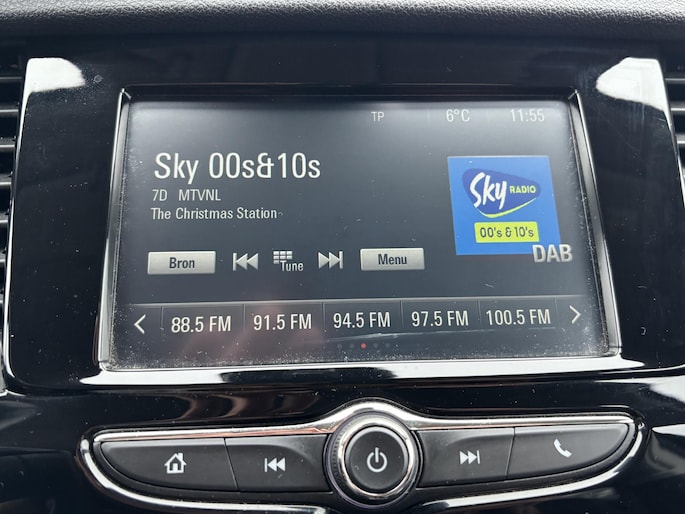 TP 6°C 11:55
Sky 00s&10s
7D MTVNL
The Christmas Station
Sky RADIO
00's & 10's
DAB
Bron Tune Menu
88.5 FM 91.5 FM 94.5 FM 97.5 FM 100.5 FM